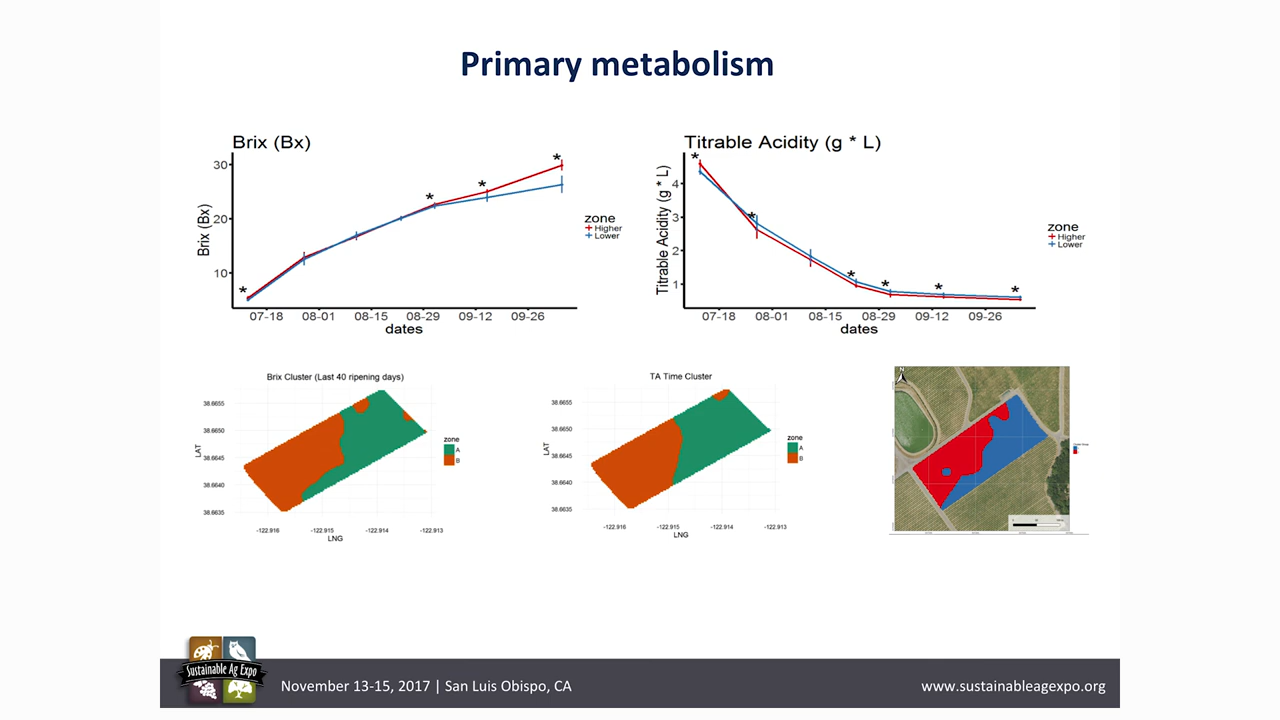 Primary metabolism
Brix (Bx)
*
*
*
*
30
20
10
Brix (Bx)
07-18 08-01 08-15 08-29 09-12 09-26
dates
zone
Higher
Lower
Titrable Acidity (g * L)
*
*
*
*
*
*
4
3
2
1
Titrable Acidity (g * L)
07-18 08-01 08-15 08-29 09-12 09-26
dates
zone
Higher
Lower
Brix Cluster (Last 40 ripening days)
38.6655
38.6650
38.6645
38.6640
38.6635
LAT
-122.916 -122.915 -122.914 -122.913
LNG
zone
A
B
TA Time Cluster
38.6655
38.6650
38.6645
38.6640
38.6635
LAT
-122.916 -122.915 -122.914 -122.913
LNG
zone
A
B
N
Sustainable Ag Expo
November 13-15, 2017 | San Luis Obispo, CA
www.sustainableagexpo.org